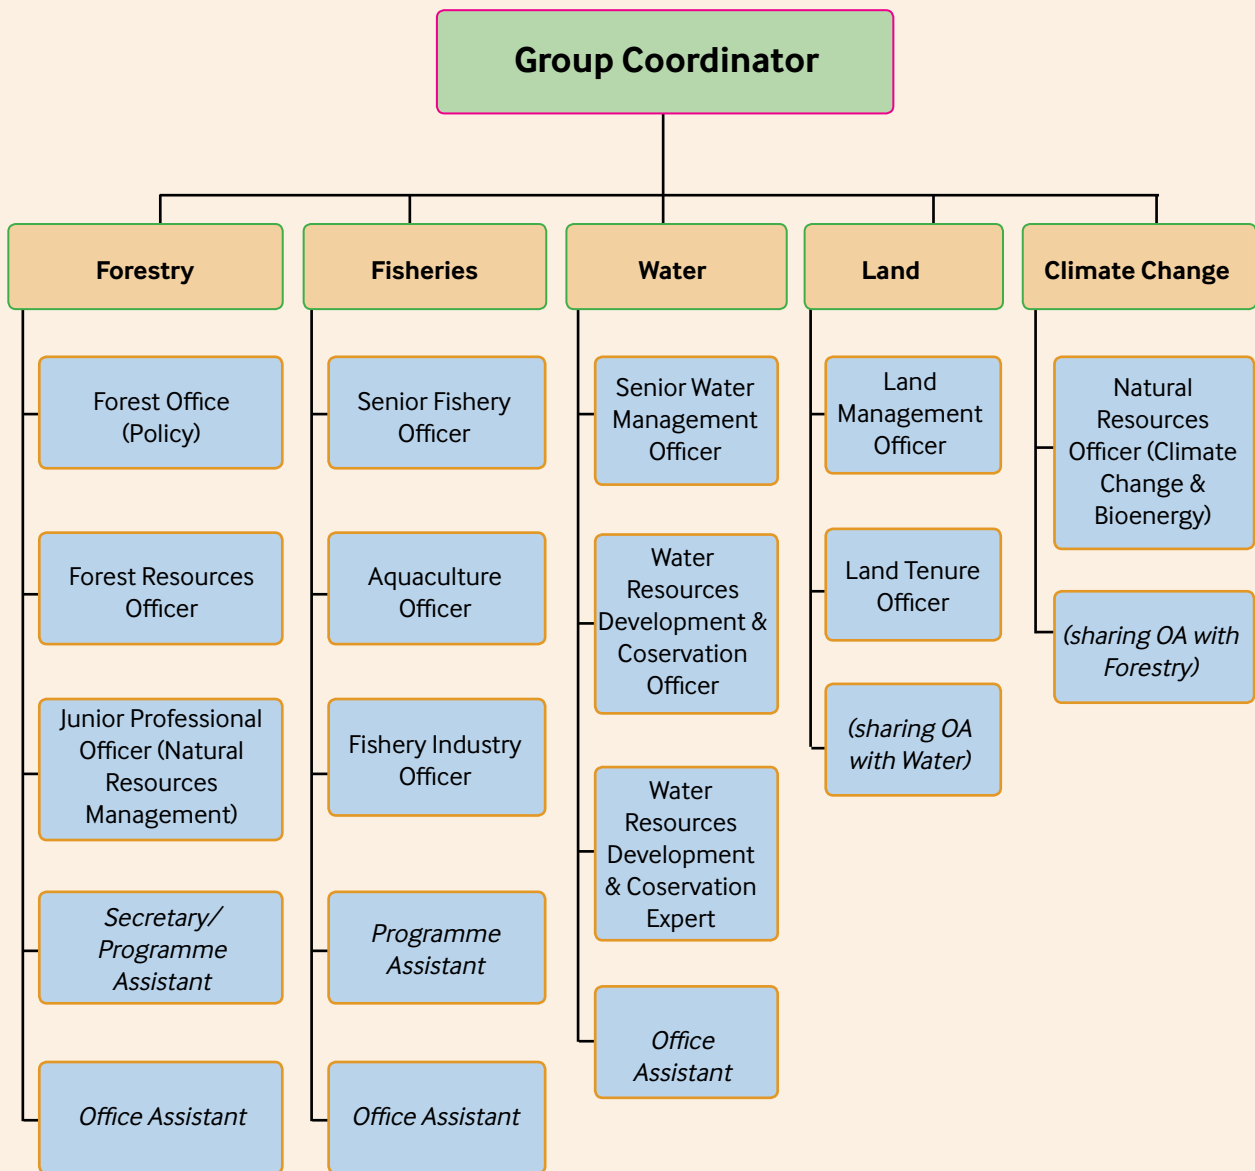 Group Coordinator
Forestry
Fisheries
Water
Land
Climate Change
Forest Office
(Policy)
Forest Resources
Officer
Junior Professional
Officer (Natural
Resources
Management)
Secretary/
Programme
Assistant
Office Assistant
Senior Fishery
Officer
Aquaculture
Officer
Fishery Industry
Officer
Programme
Assistant
Office Assistant
Senior Water
Management
Officer
Water
Resources
Development &
Coservation
Officer
Water
Resources
Development
& Coservation
Expert
Office
Assistant
Land
Management
Officer
Land Tenure
Officer
(sharing OA
with Water)
Natural
Resources
Officer (Climate
Change &
Bioenergy)
(sharing OA with
Forestry)